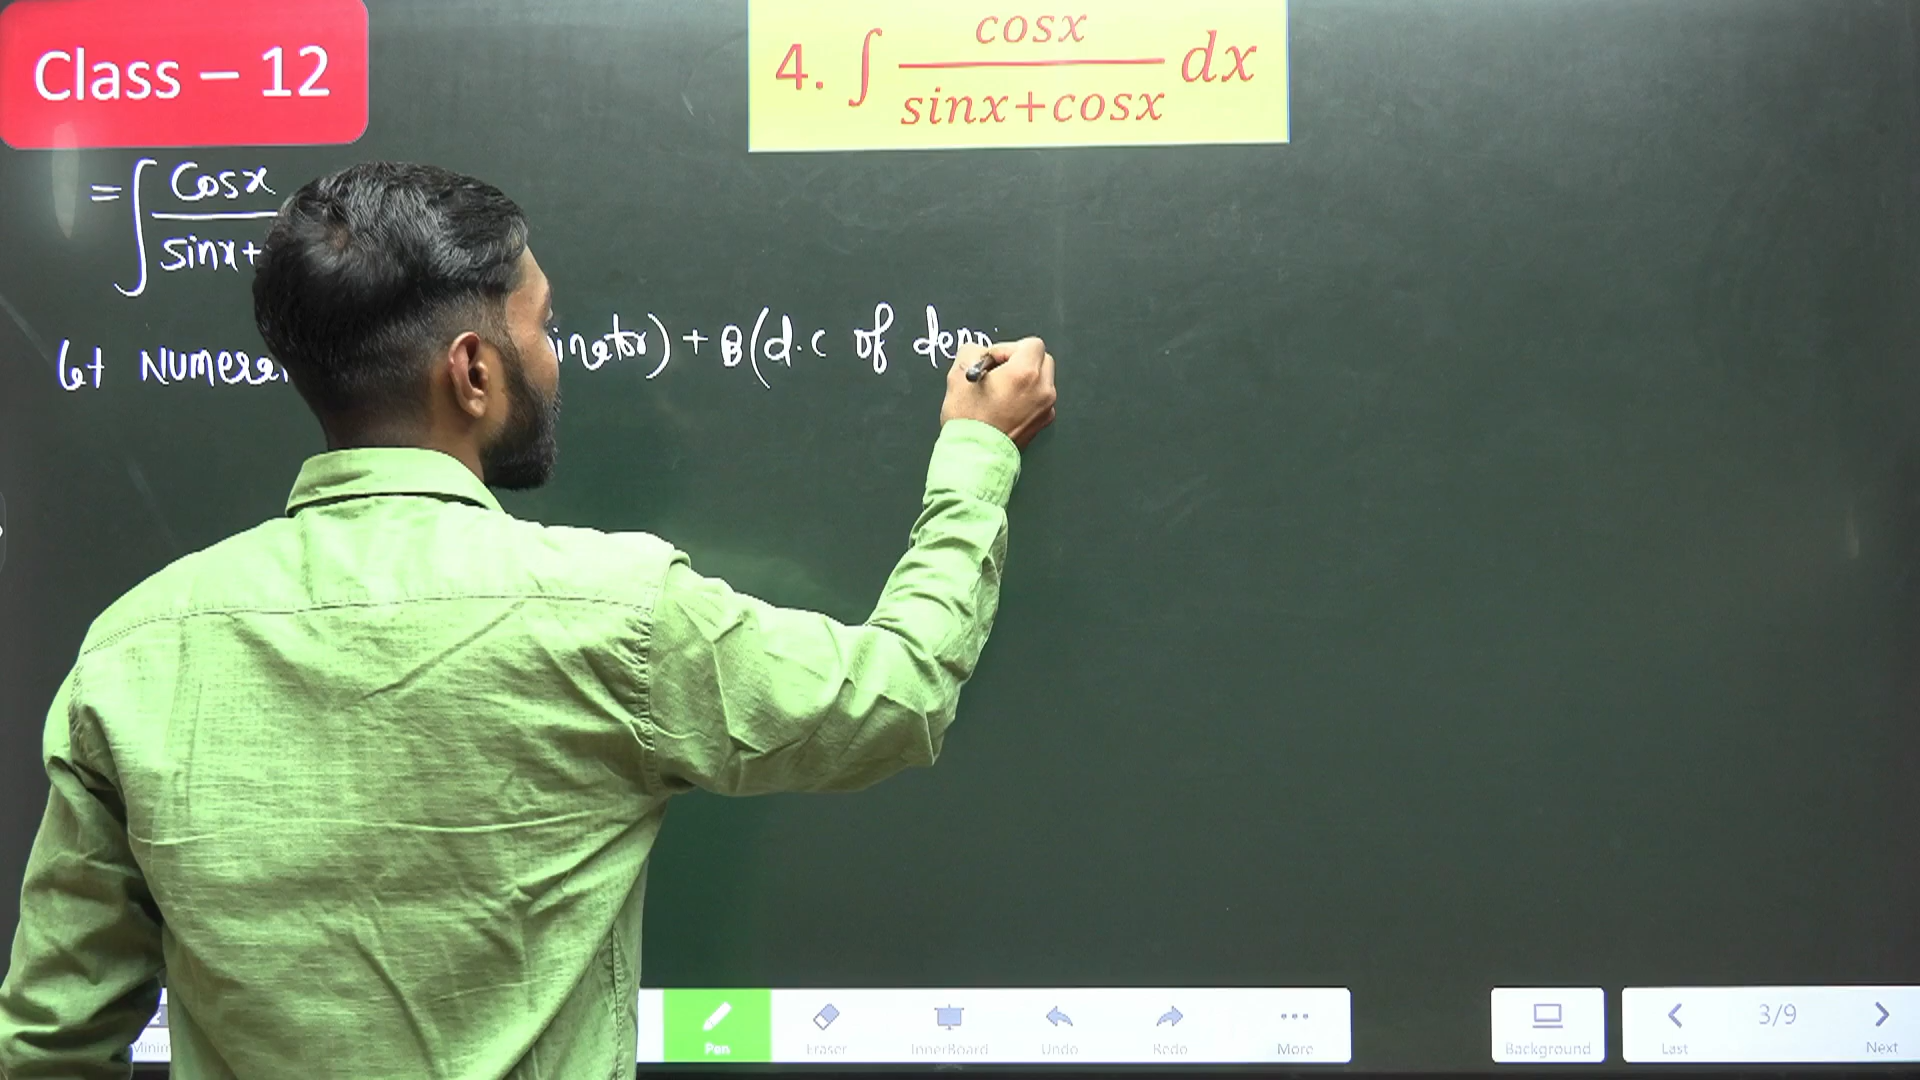 Class – 12
4. ∫ cosx / sinx+cosx dx
= ∫ Cosx / sinx+
let Numera inator) + B(d.c of deno
Pen
Eraser
InnerBoard
Undo
Redo
More
Background
Last
3/9
Next